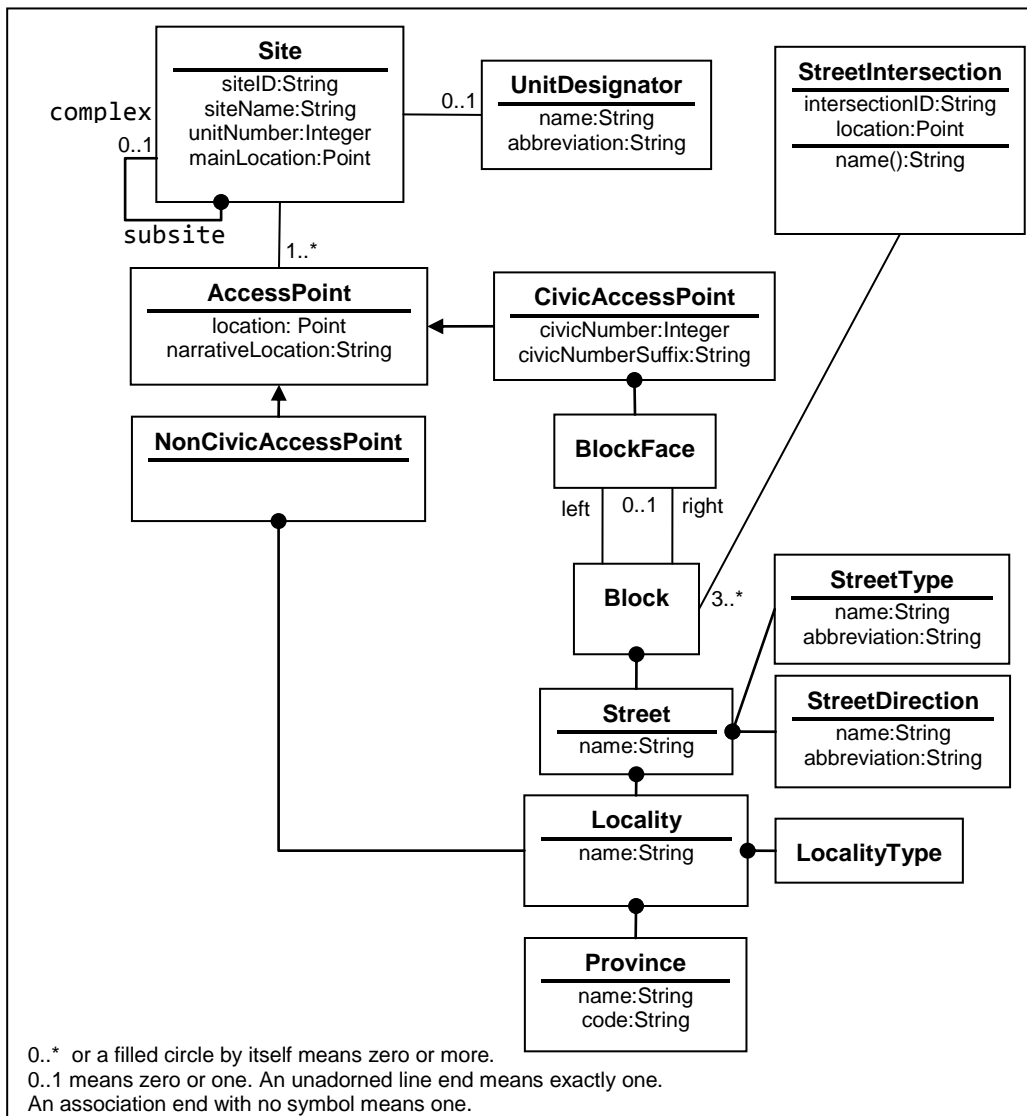 Site
siteID:String
siteName:String
unitNumber:Integer
mainLocation:Point
complex
0..1
subsite
1..*
0..1
UnitDesignator
name:String
abbreviation:String
StreetIntersection
intersectionID:String
location:Point
name():String
AccessPoint
location: Point
narrativeLocation:String
CivicAccessPoint
civicNumber:Integer
civicNumberSuffix:String
NonCivicAccessPoint
BlockFace
left 0..1 right
Block
3..*
StreetType
name:String
abbreviation:String
Street
name:String
StreetDirection
name:String
abbreviation:String
Locality
name:String
LocalityType
Province
name:String
code:String
0..* or a filled circle by itself means zero or more.
0..1 means zero or one. An unadorned line end means exactly one.
An association end with no symbol means one.